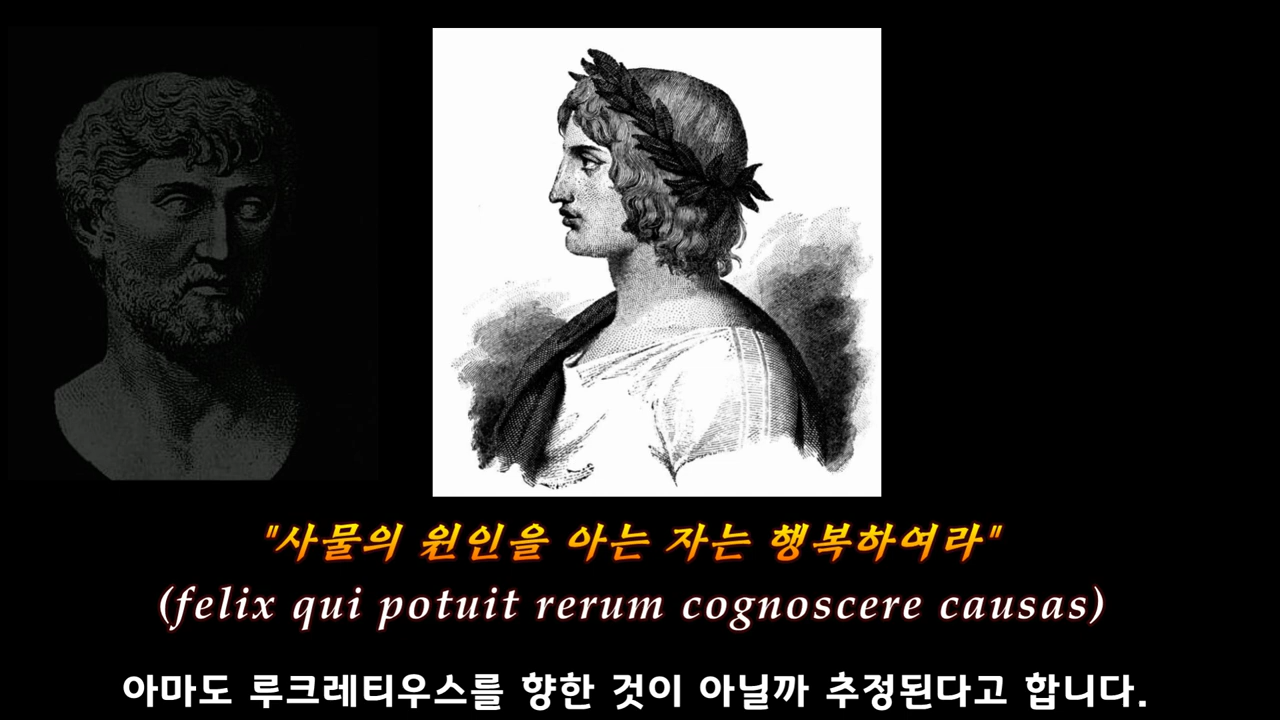 "사물의 원인을 아는 자는 행복하여라"
(felix qui potuit rerum cognoscere causas)
아마도 루크레티우스를 향한 것이 아닐까 추정된다고 합니다.